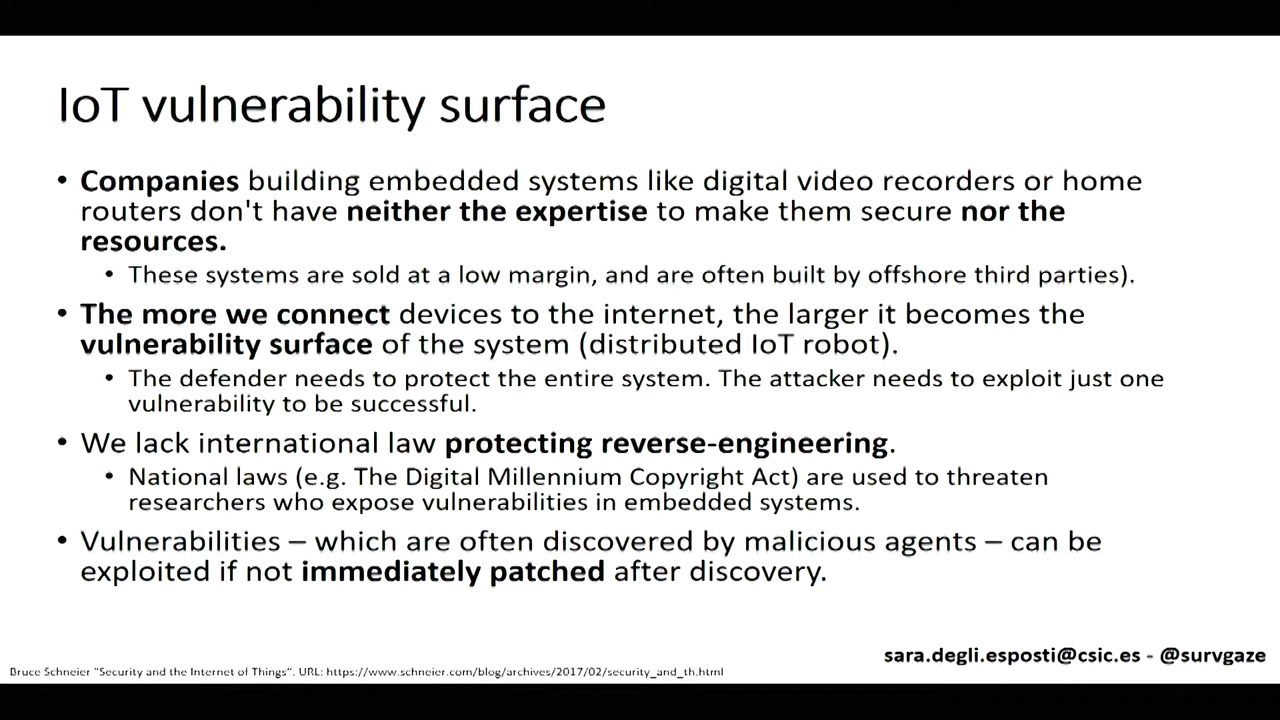 IoT vulnerability surface
• Companies building embedded systems like digital video recorders or home
routers don't have neither the expertise to make them secure nor the
resources.
• These systems are sold at a low margin, and are often built by offshore third parties).
• The more we connect devices to the internet, the larger it becomes the
vulnerability surface of the system (distributed IoT robot).
• The defender needs to protect the entire system. The attacker needs to exploit just one
vulnerability to be successful.
• We lack international law protecting reverse-engineering.
• National laws (e.g. The Digital Millennium Copyright Act) are used to threaten
researchers who expose vulnerabilities in embedded systems.
• Vulnerabilities – which are often discovered by malicious agents – can be
exploited if not immediately patched after discovery.
sara.degli.esposti@csic.es - @survgaze
Bruce Schneier "Security and the Internet of Things". URL: https://www.schneier.com/blog/archives/2017/02/security_and_th.html